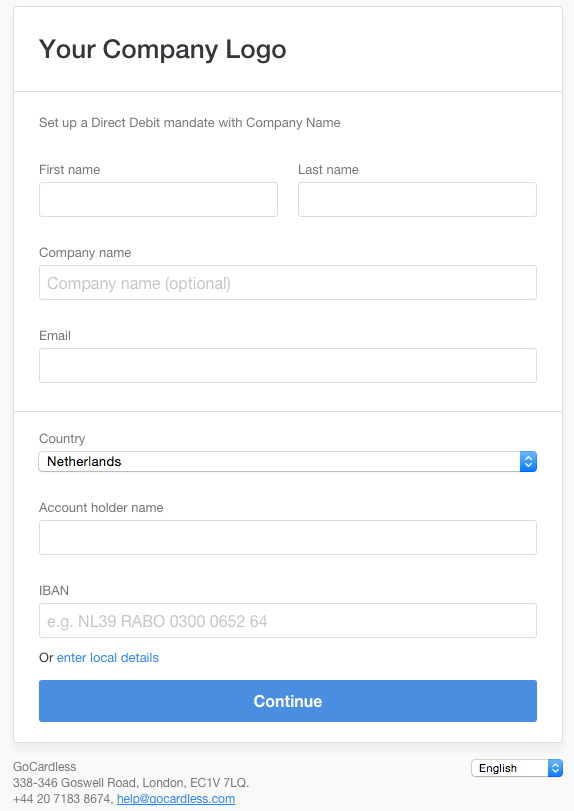 Your Company Logo
Set up a Direct Debit mandate with Company Name
First name Last name
Company name
Company name (optional)
Email
Country
Netherlands
Account holder name
IBAN
e.g. NL39 RABO 0300 0652 64
Or enter local details
Continue
GoCardless English
338-346 Goswell Road, London, EC1V 7LQ.
+44 20 7183 8674, help@gocardless.com